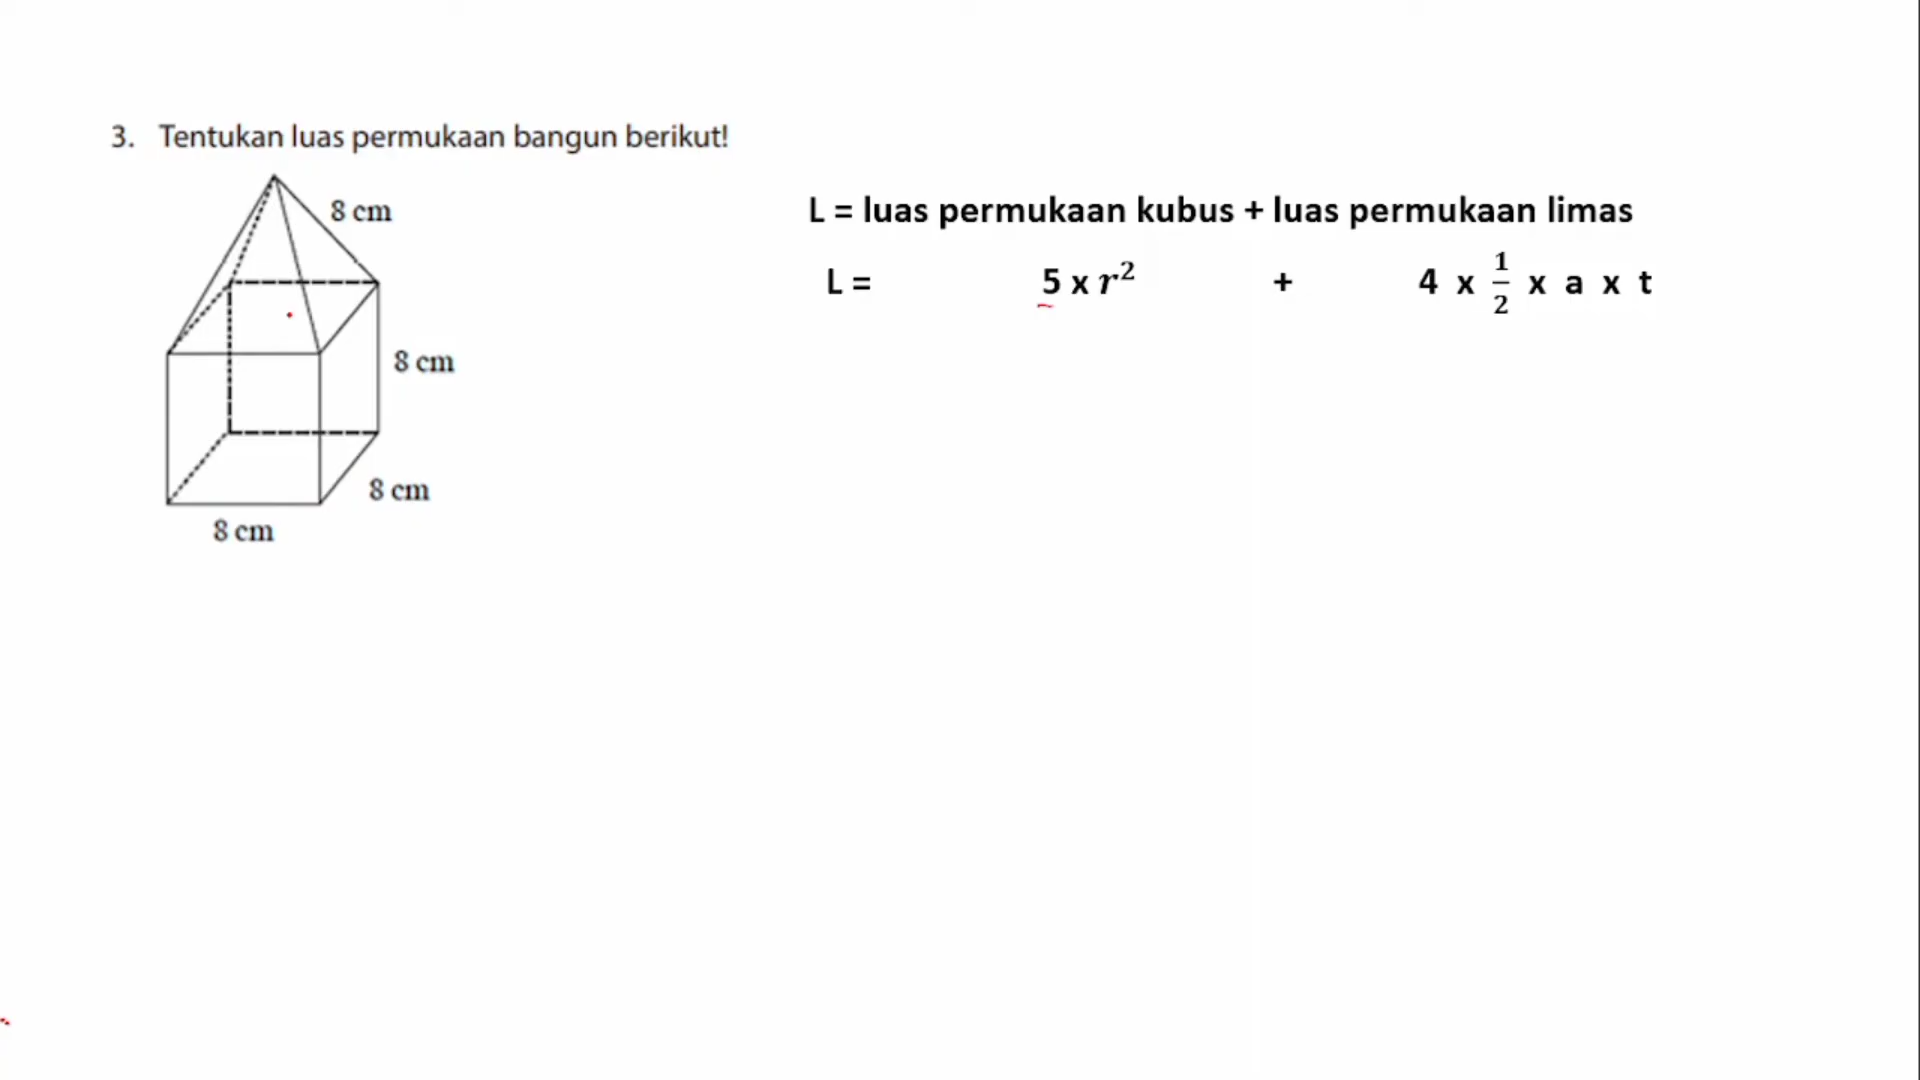 3. Tentukan luas permukaan bangun berikut!
8 cm
8 cm
8 cm
8 cm
L = luas permukaan kubus + luas permukaan limas
L = 5 x r² + 4 x 1/2 x a x t